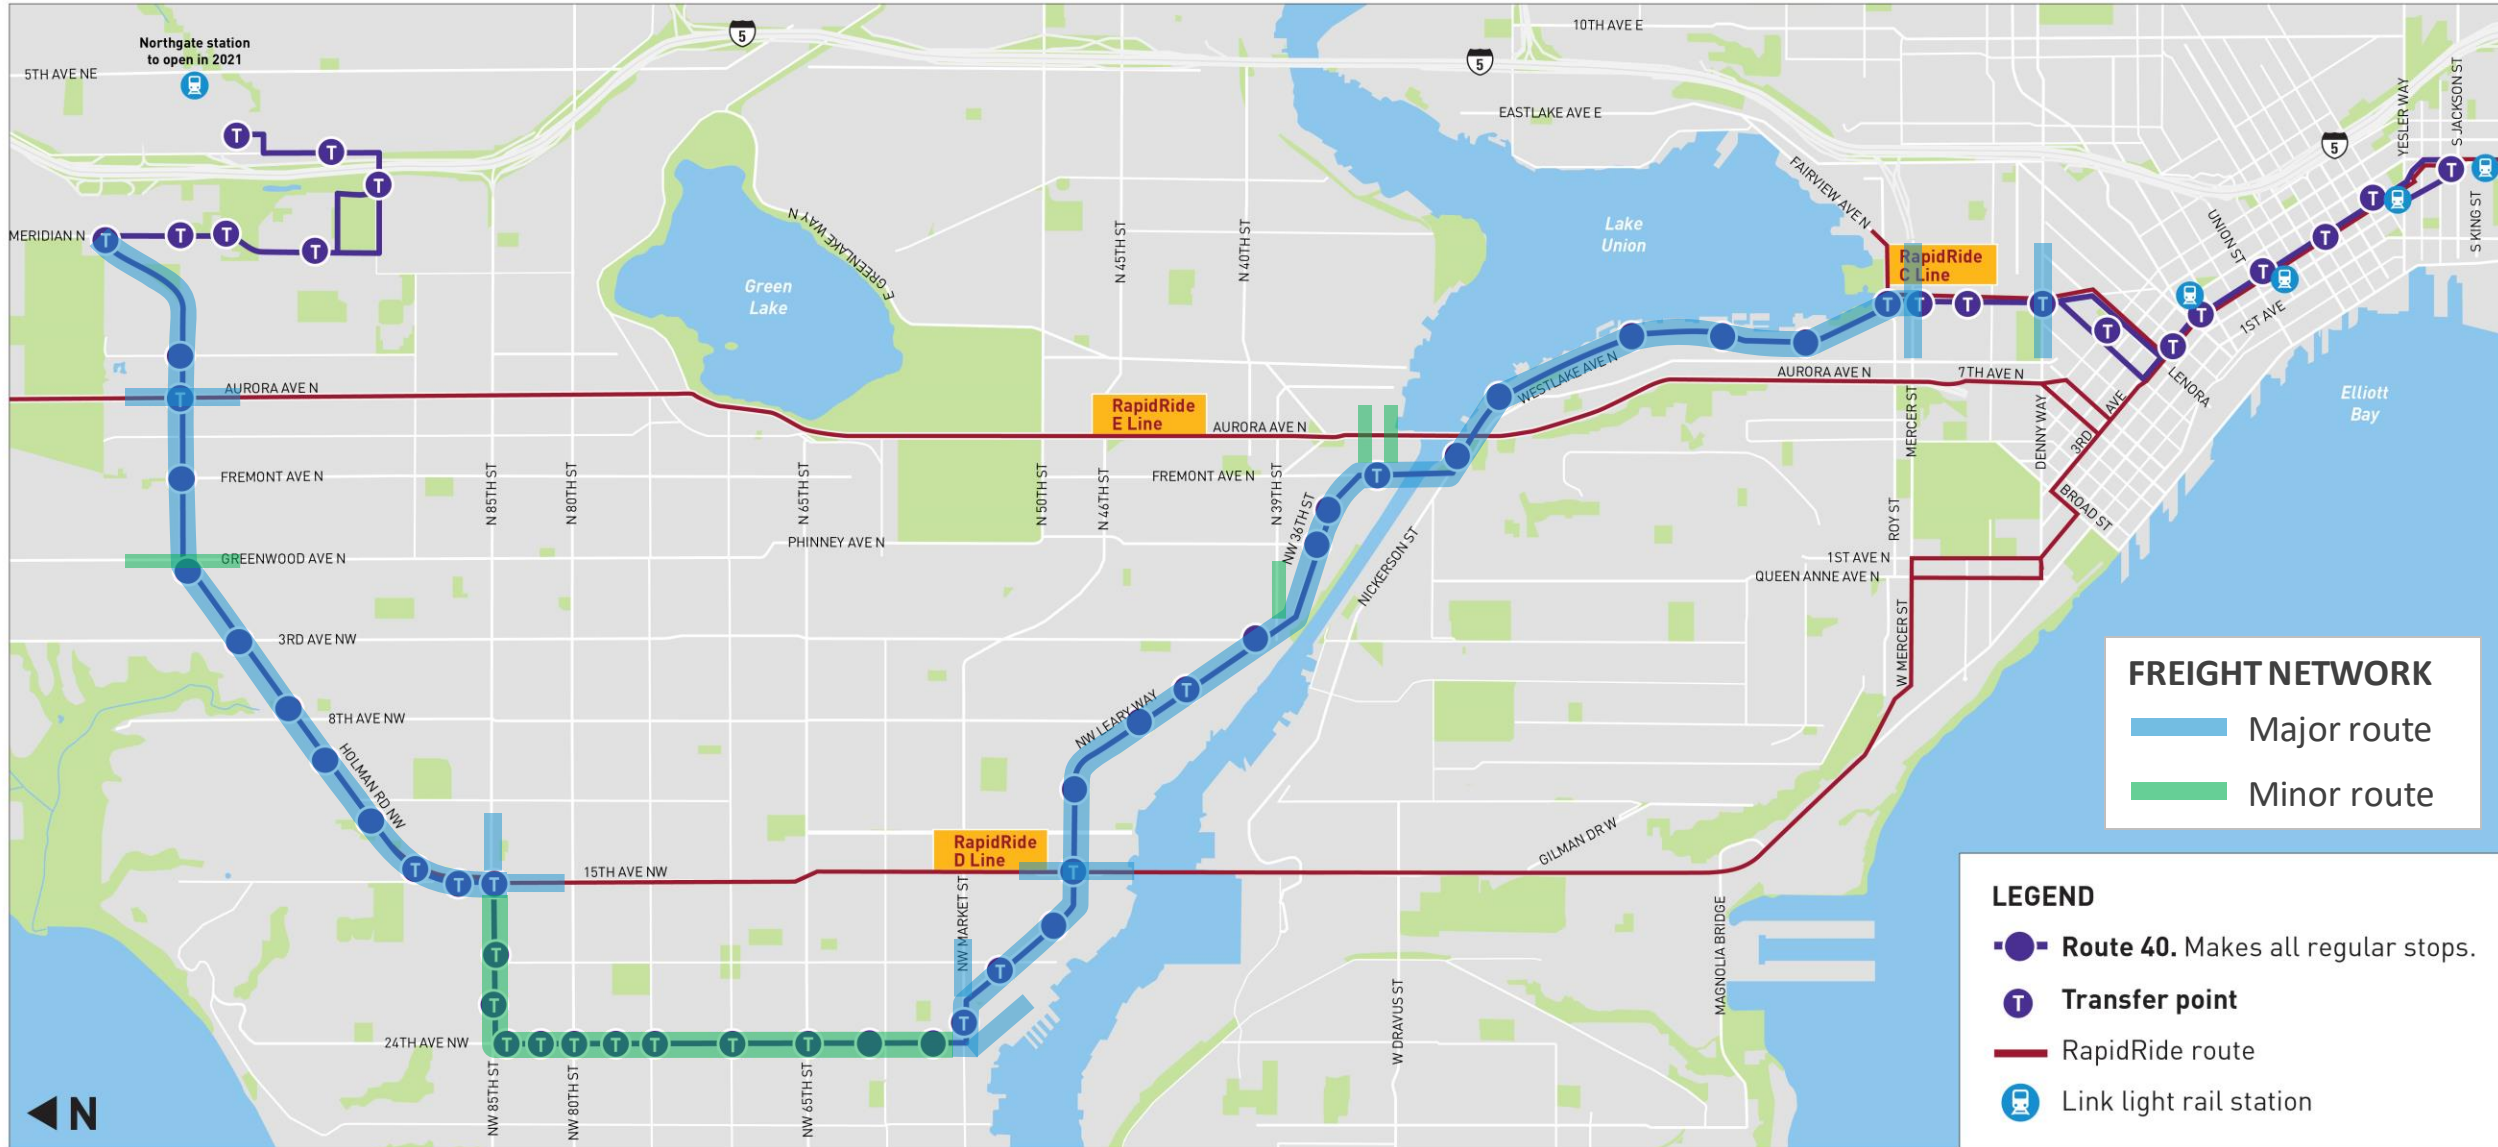 Northgate station
to open in 2021
5TH AVE NE
5
5
5
10TH AVE E
EASTLAKE AVE E
FAIRVIEW AVE N
YESLER WAY
S JACKSON ST
S KING ST
UNION ST
1ST AVE
LENORA
T
T
T
MERIDIAN N
T
T
T
T
E GREENLAKE WAY N
Green
Lake
N 45TH ST
N 40TH ST
Lake
Union
RapidRide
C Line
T
T
T
T
T
T
T
T
T
T
T
T
Elliott
Bay
AURORA AVE N
T
RapidRide
E Line
AURORA AVE N
WESTLAKE AVE N
AURORA AVE N
7TH AVE N
MERCER ST
DENNY WAY
3RD AVE
BROAD ST
FREMONT AVE N
N 85TH ST
N 80TH ST
N 65TH ST
N 50TH ST
N 46TH ST
FREMONT AVE N
N 39TH ST
T
NW 36TH ST
NICKERSON ST
ROY ST
GREENWOOD AVE N
PHINNEY AVE N
1ST AVE N
QUEEN ANNE AVE N
W MERCER ST
3RD AVE NW
8TH AVE NW
HOLMAN RD NW
NW LEARY WAY
T
FREIGHT NETWORK
Major route
Minor route
RapidRide
D Line
T
T
T
15TH AVE NW
T
GILMAN DR W
NW MARKET ST
T
T
T
T
24TH AVE NW
T
T
T
T
T
T
T
NW 85TH ST
NW 80TH ST
NW 65TH ST
W DRAVUS ST
MAGNOLIA BRIDGE
N
LEGEND
Route 40. Makes all regular stops.
T
Transfer point
RapidRide route
Link light rail station